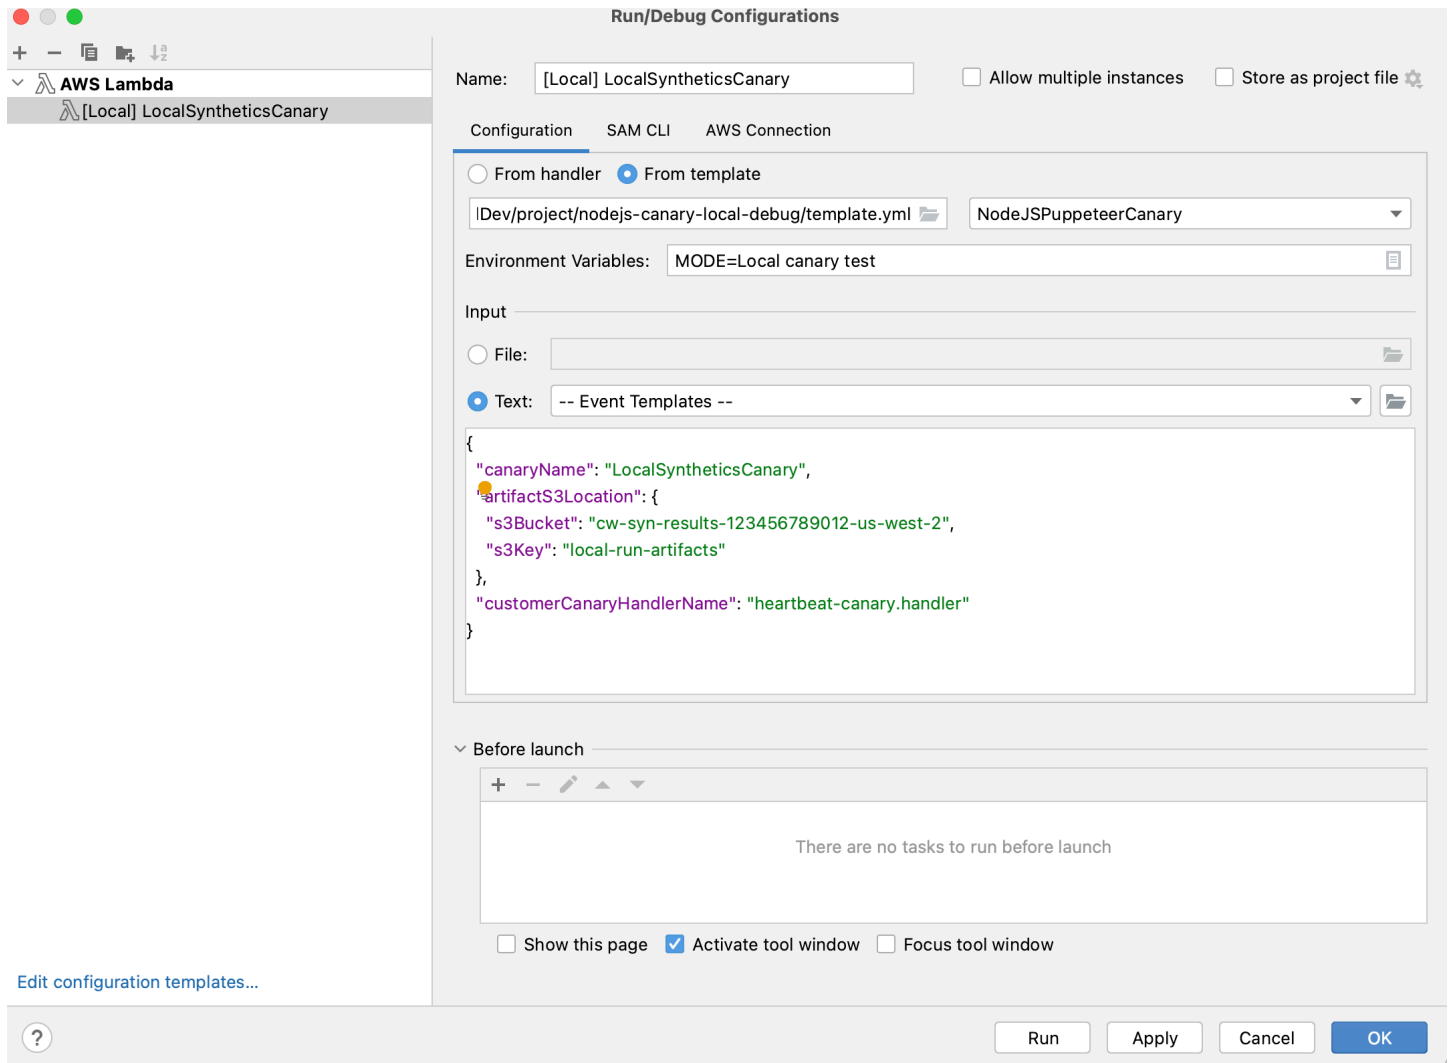 Run/Debug Configurations
AWS Lambda
[Local] LocalSyntheticsCanary
Name: [Local] LocalSyntheticsCanary Allow multiple instances Store as project file
Configuration SAM CLI AWS Connection
From handler From template
Dev/project/nodejs-canary-local-debug/template.yml NodeJSPuppeteerCanary
Environment Variables: MODE=Local canary test
Input
File:
Text: -- Event Templates --
{
"canaryName": "LocalSyntheticsCanary",
"artifactS3Location": {
"s3Bucket": "cw-syn-results-123456789012-us-west-2",
"s3Key": "local-run-artifacts"
},
"customerCanaryHandlerName": "heartbeat-canary.handler"
}
Before launch
There are no tasks to run before launch
Show this page Activate tool window Focus tool window
Edit configuration templates...
? Run Apply Cancel OK